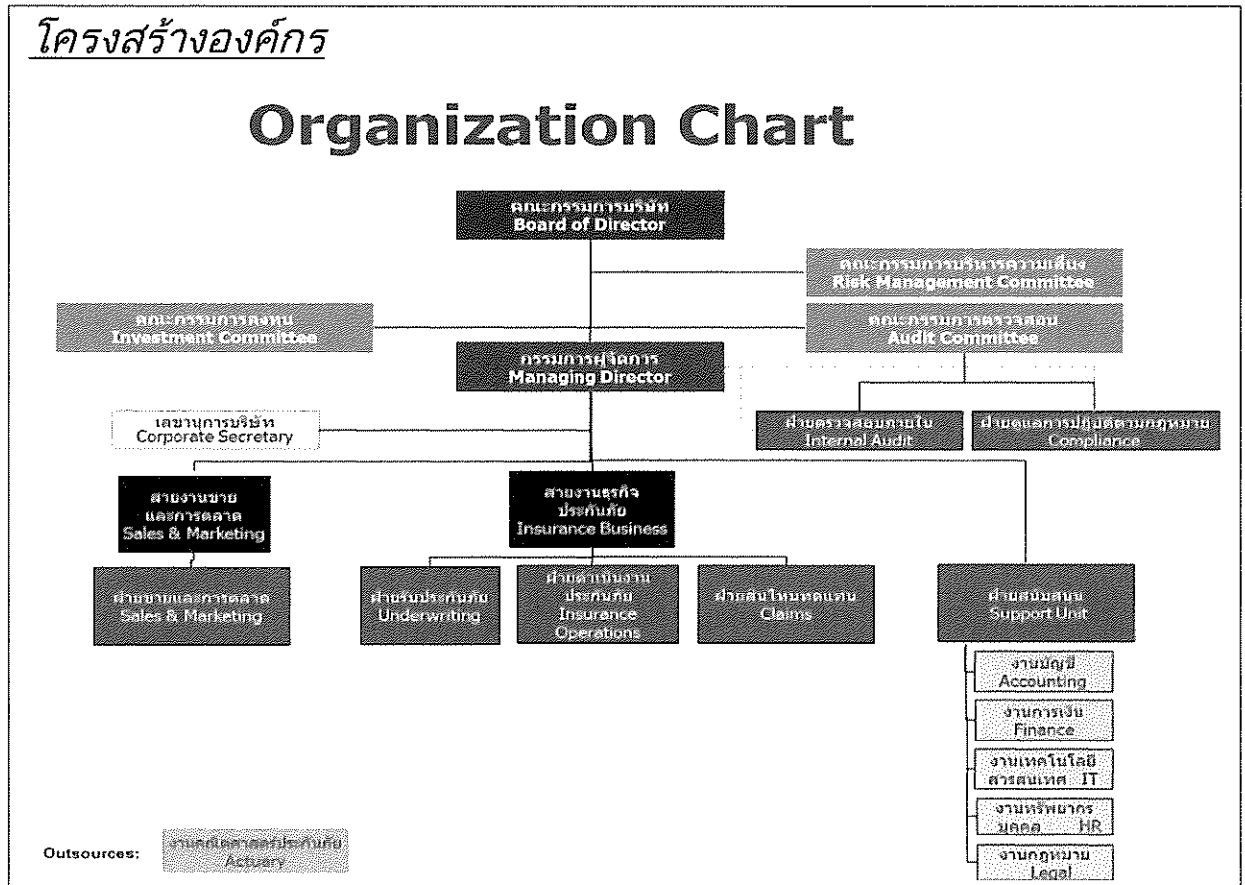 โครงสร้างองค์กร
Organization Chart
คณะกรรมการบริษัท
Board of Director
คณะกรรมการบริหารความเสี่ยง
Risk Management Committee
คณะกรรมการลงทุน
Investment Committee
คณะกรรมการตรวจสอบ
Audit Committee
กรรมการผู้จัดการ
Managing Director
เลขานุการบริษัท
Corporate Secretary
ฝ่ายตรวจสอบภายใน
Internal Audit
ฝ่ายดูแลการปฏิบัติตามกฎหมาย
Compliance
สายงานขาย
และการตลาด
Sales & Marketing
สายงานธุรกิจ
ประกันภัย
Insurance Business
ฝ่ายขายและการตลาด
Sales & Marketing
ฝ่ายรับประกันภัย
Underwriting
ฝ่ายดำเนินงาน
ประกันภัย
Insurance
Operations
ฝ่ายสินไหมทดแทน
Claims
ฝ่ายสนับสนุน
Support Unit
งานบัญชี
Accounting
งานการเงิน
Finance
งานเทคโนโลยี
สารสนเทศ IT
งานทรัพยากร
บุคคล HR
งานกฎหมาย
Legal
Outsources:
งานคณิตศาสตร์ประกันภัย
Actuary